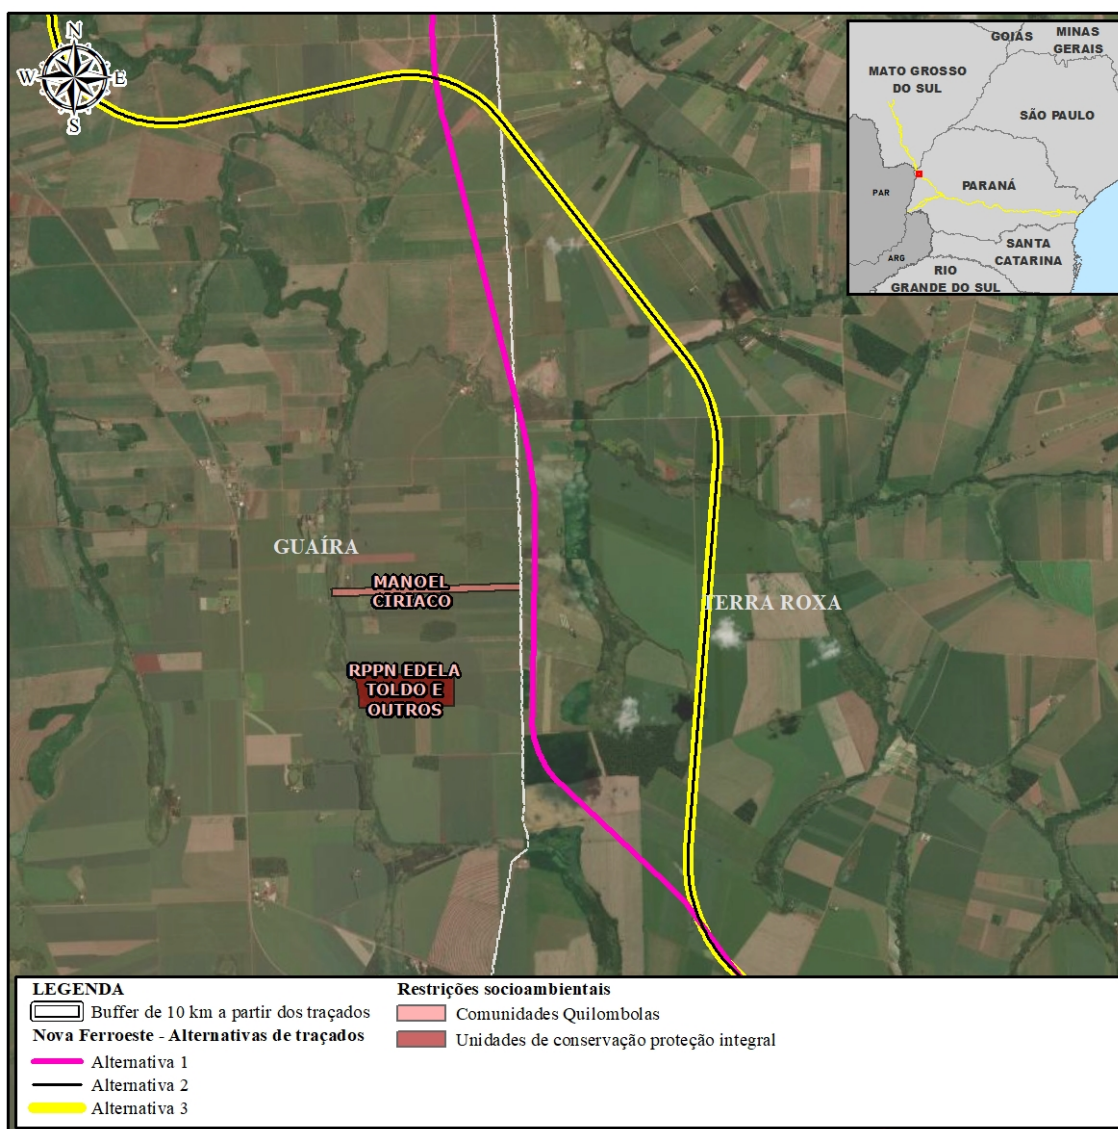 N
W
E
S
GOIÁS
MINAS
GERAIS
MATO GROSSO
DO SUL
SÃO PAULO
PAR
PARANÁ
ARG
SANTA
CATARINA
RIO
GRANDE DO SUL
GUAÍRA
MANOEL
CIRIACO
TERRA ROXA
RPPN EDELA
TOLDO E
OUTROS
LEGENDA
Buffer de 10 km a partir dos traçados
Nova Ferroeste - Alternativas de traçados
Alternativa 1
Alternativa 2
Alternativa 3
Restrições socioambientais
Comunidades Quilombolas
Unidades de conservação proteção integral